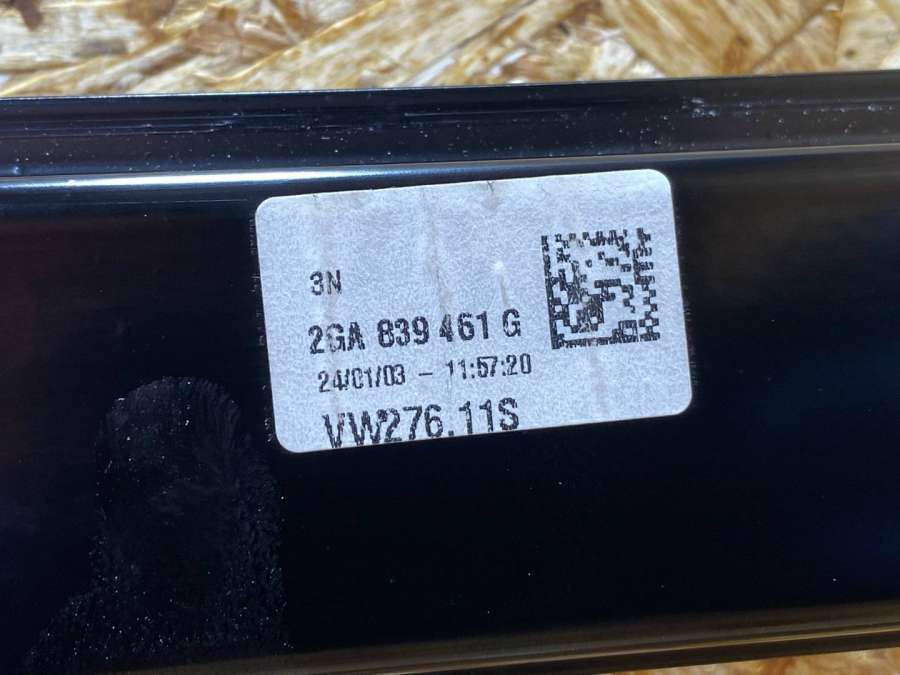 3N
2GA 839 461 G
24/01/03 - 11:57:20
VW276.11S